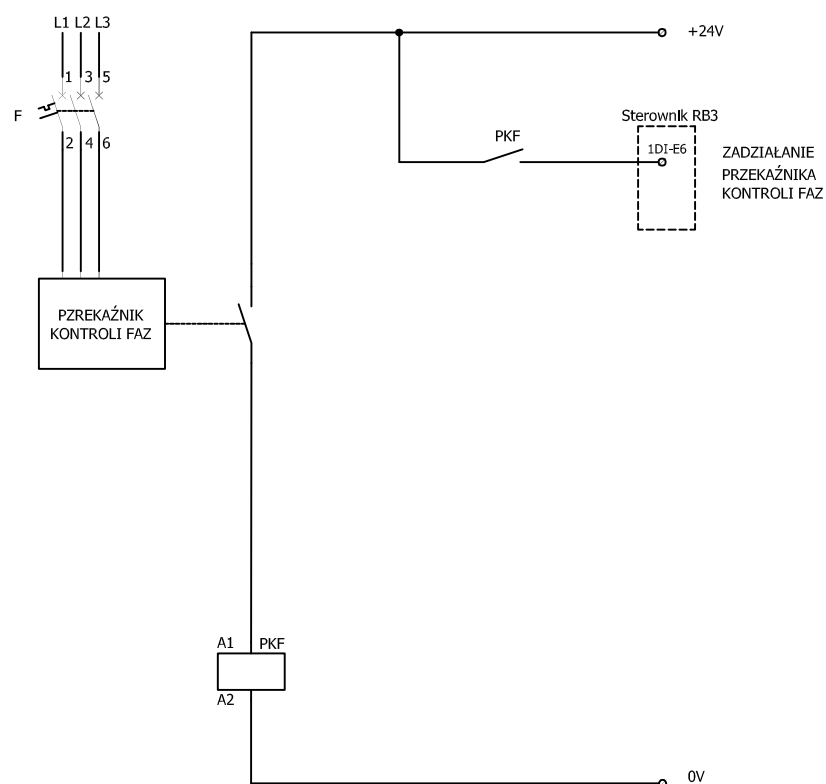 L1 L2 L3
1 3 5
F
2 4 6
PZREKAŹNIK
KONTROLI FAZ
+24V
Sterownik RB3
PKF
1DI-E6
ZADZIAŁANIE
PRZEKAŹNIKA
KONTROLI FAZ
A1 PKF
A2
0V